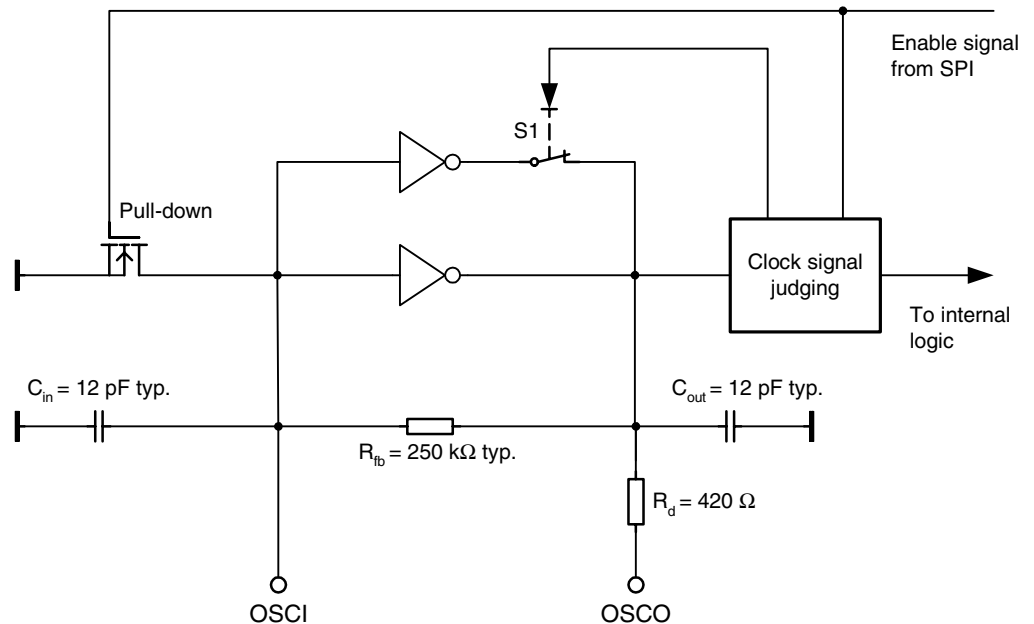 Enable signal
from SPI
S1
Pull-down
Clock signal
judging
To internal
logic
C_in = 12 pF typ.
C_out = 12 pF typ.
R_fb = 250 kΩ typ.
R_d = 420 Ω
OSCI
OSCO